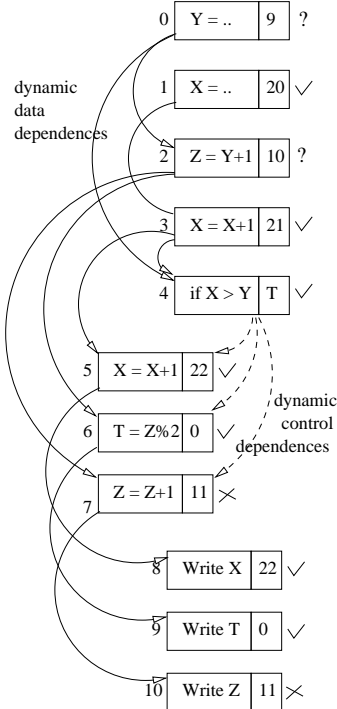 0 Y = .. 9 ?
dynamic
data
dependences
1 X = .. 20 ✓
2 Z = Y+1 10 ?
3 X = X+1 21 ✓
4 if X > Y T ✓
5 X = X+1 22 ✓
dynamic
control
dependences
6 T = Z%2 0 ✓
7 Z = Z+1 11 ✗
8 Write X 22 ✓
9 Write T 0 ✓
10 Write Z 11 ✗